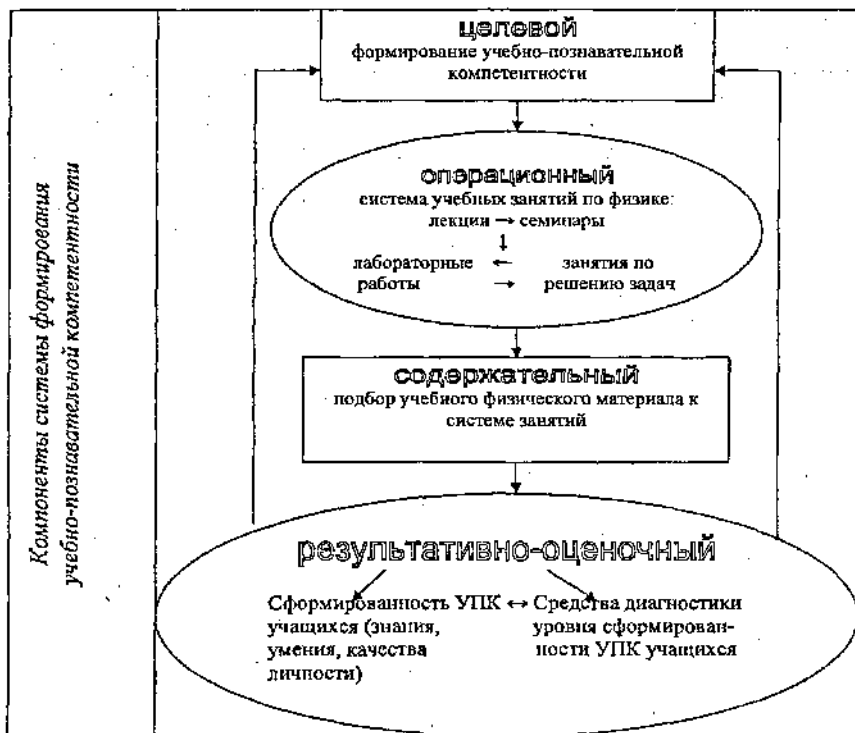 Компоненты системы формирования
учебно-познавательной компетентности
целевой
формирование учебно-познавательной
компетентности
операционный
система учебных занятий по физике:
лекции → семинары
↓
лабораторные ← занятия по
работы → решению задач
содержательный
подбор учебного физического материала к
системе занятий
результативно-оценочный
Сформированность УПК ↔ Средства диагностики
учащихся (знания, уровня сформирован-
умения, качества ности УПК учащихся
личности)